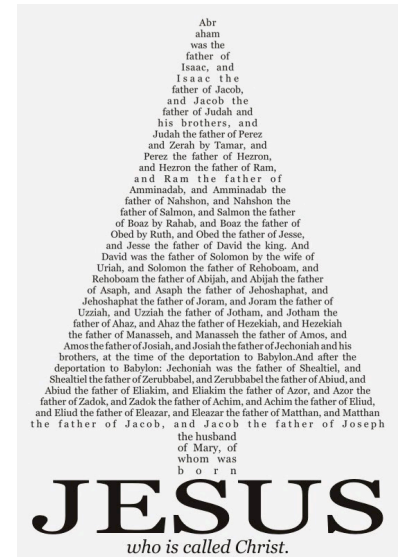 Abr
aham
was the
father of
Isaac, and
Isaac the
father of Jacob,
and Jacob the
father of Judah and
his brothers, and
Judah the father of Perez
and Zerah by Tamar, and
Perez the father of Hezron,
and Hezron the father of Ram,
and Ram the father of
Amminadab, and Amminadab the
father of Nahshon, and Nahshon the
father of Salmon, and Salmon the father
of Boaz by Rahab, and Boaz the father of
Obed by Ruth, and Obed the father of Jesse,
and Jesse the father of David the king. And
David was the father of Solomon by the wife of
Uriah, and Solomon the father of Rehoboam, and
Rehoboam the father of Abijah, and Abijah the father
of Asaph, and Asaph the father of Jehoshaphat, and
Jehoshaphat the father of Joram, and Joram the father of
Uzziah, and Uzziah the father of Jotham, and Jotham the
father of Ahaz, and Ahaz the father of Hezekiah, and Hezekiah
the father of Manasseh, and Manasseh the father of Amos, and
Amos the father of Josiah, and Josiah the father of Jechoniah and his
brothers, at the time of the deportation to Babylon.And after the
deportation to Babylon: Jechoniah was the father of Shealtiel, and
Shealtiel the father of Zerubbabel, and Zerubbabel the father of Abiud, and
Abiud the father of Eliakim, and Eliakim the father of Azor, and Azor the
father of Zadok, and Zadok the father of Achim, and Achim the father of Eliud,
and Eliud the father of Eleazar, and Eleazar the father of Matthan, and Matthan
the father of Jacob, and Jacob the father of Joseph
the husband
of Mary, of
whom was
born
JESUS
who is called Christ.